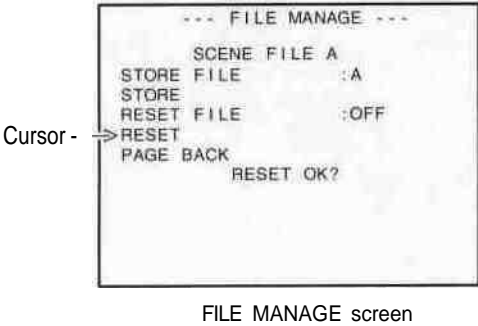 --- FILE MANAGE ---
SCENE FILE A
STORE FILE :A
STORE
RESET FILE :OFF
Cursor - RESET
PAGE BACK
RESET OK?
FILE MANAGE screen